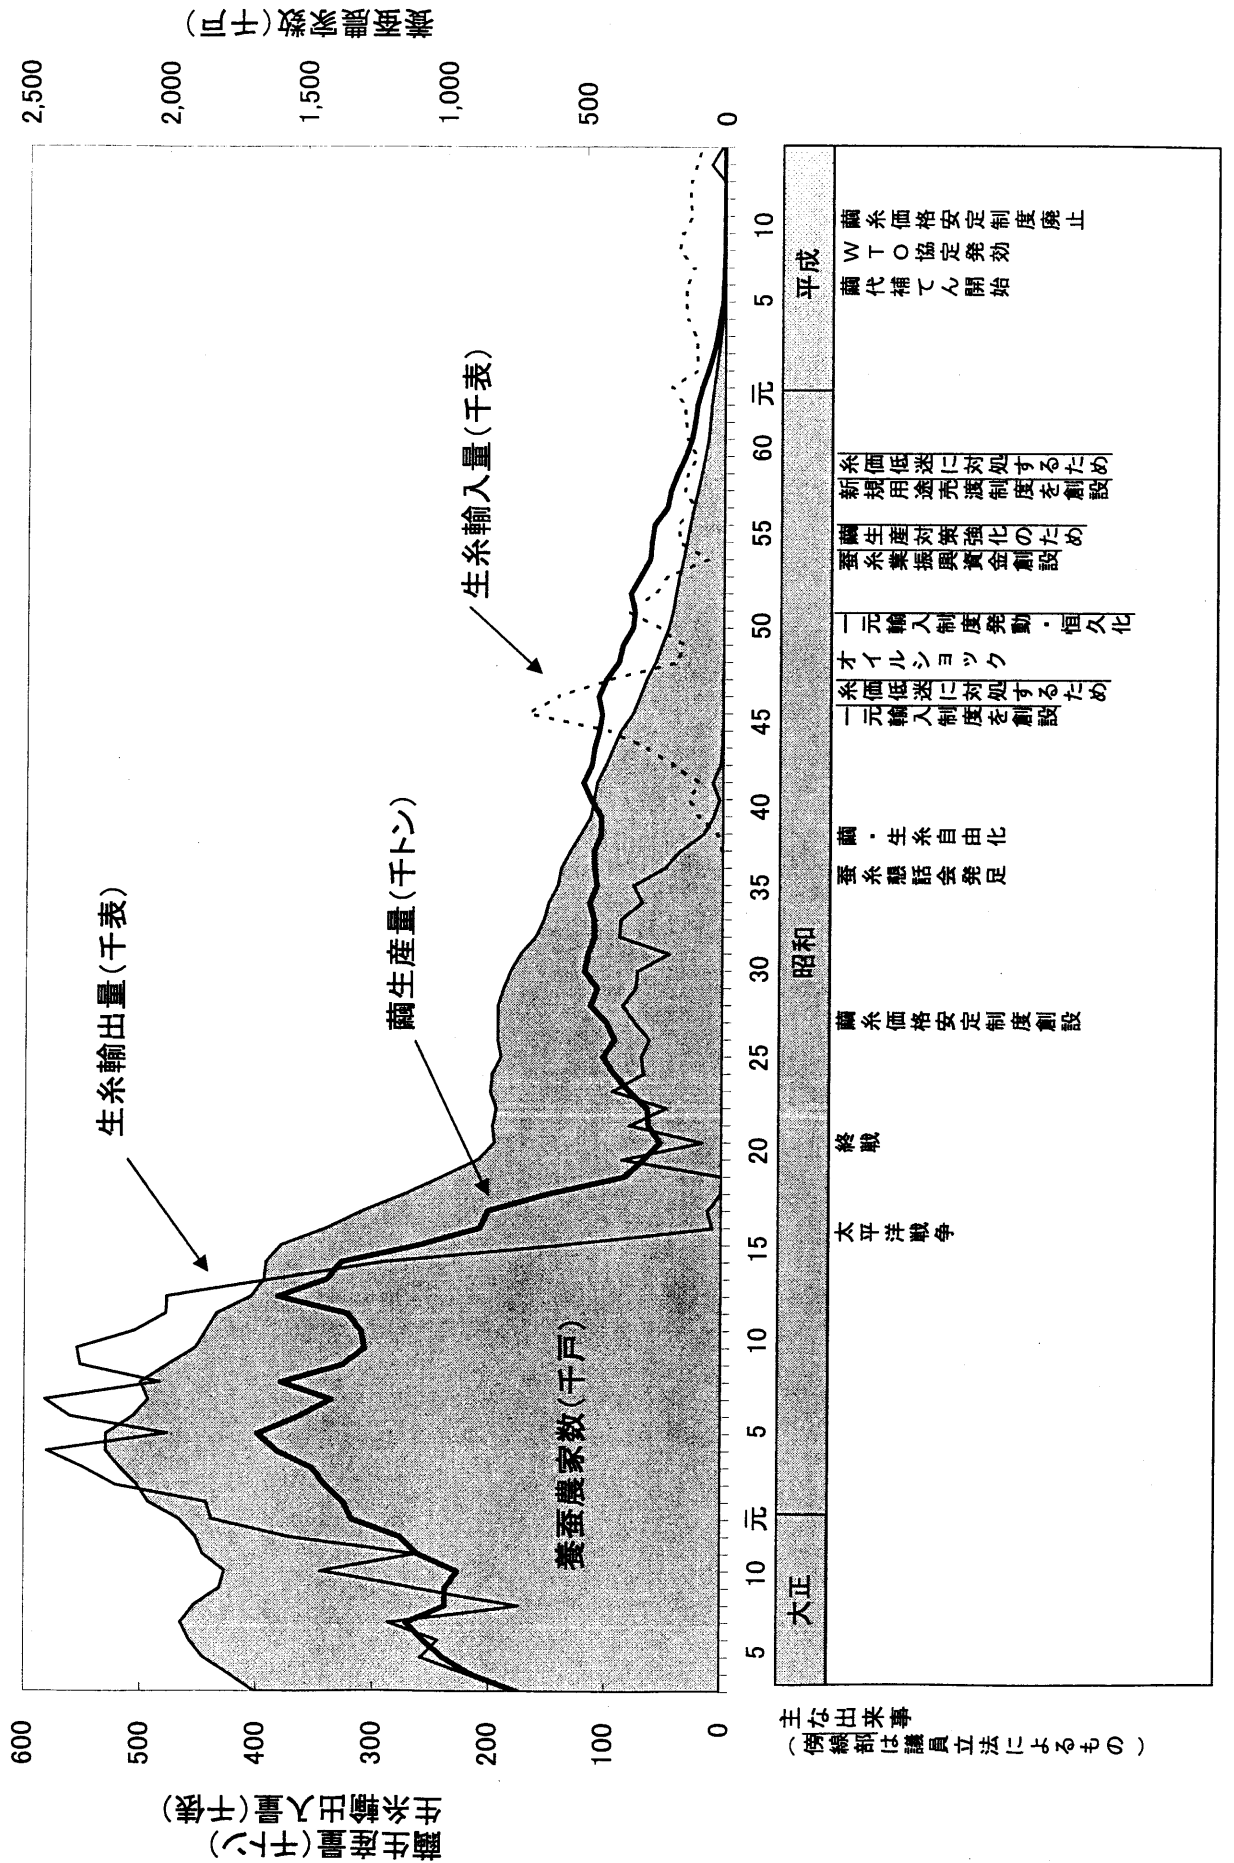 繭生産量(千トン)
生糸輸出入量(千俵)
養蚕農家数(千戸)
600
500
400
300
200
100
0
2,500
2,000
1,500
1,000
500
0
生糸輸出量(千表)
繭生産量(千トン)
生糸輸入量(千表)
養蚕農家数(千戸)
5
10
元
5
10
15
20
25
30
35
40
45
50
55
60
元
5
10
大正
昭和
平成
主な出来事
(傍線部は議員立法によるもの)
太平洋戦争
終戦
繭糸価格安定制度創設
蚕糸懇話会発足
繭・生糸自由化
一元輸入制度を創設
糸価低迷に対処するため
オイルショック
一元輸入制度発動・恒久化
蚕糸業振興資金創設
繭生産対策強化のため
新規用途売渡制度を創設
糸価低迷に対処するため
繭代補てん開始
WTO協定発効
繭糸価格安定制度廃止